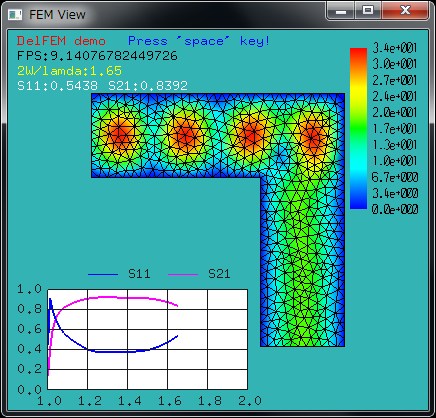 FEM View
DelFEM demo Press 'space' key!
FPS:9.14076782449726
2W/lamda:1.65
S11:0.5438 S21:0.8392
3.4e+001
3.0e+001
2.7e+001
2.4e+001
2.0e+001
1.7e+001
1.3e+001
1.0e+001
6.7e+000
3.4e+000
0.0e+000
S11 S21
1.0
0.8
0.6
0.4
0.2
0.0
1.0 1.2 1.4 1.6 1.8 2.0